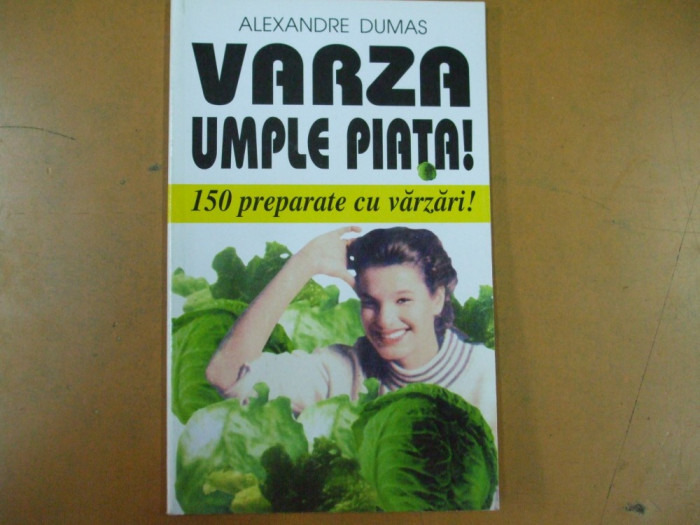 ALEXANDRE DUMAS
VARZA
UMPLE PIAȚA!
150 preparate cu vărzări!